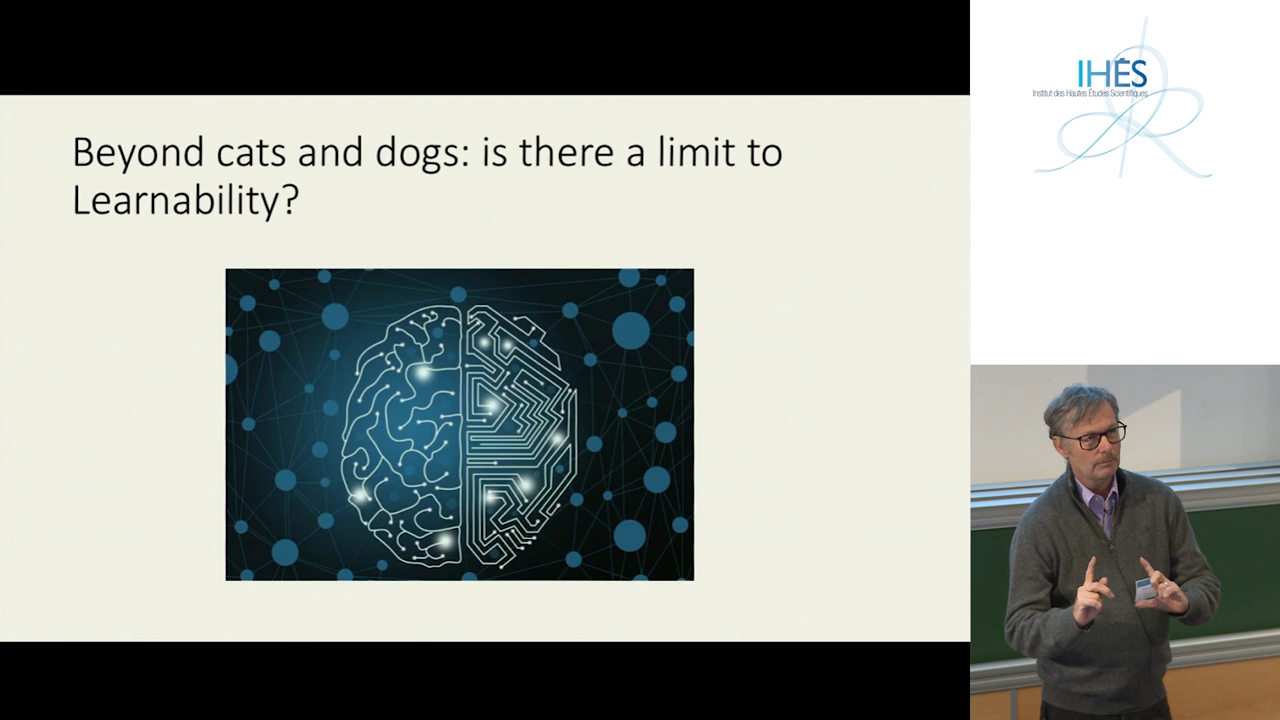 Beyond cats and dogs: is there a limit to
Learnability?
IHÉS
Institut des Hautes Études Scientifiques